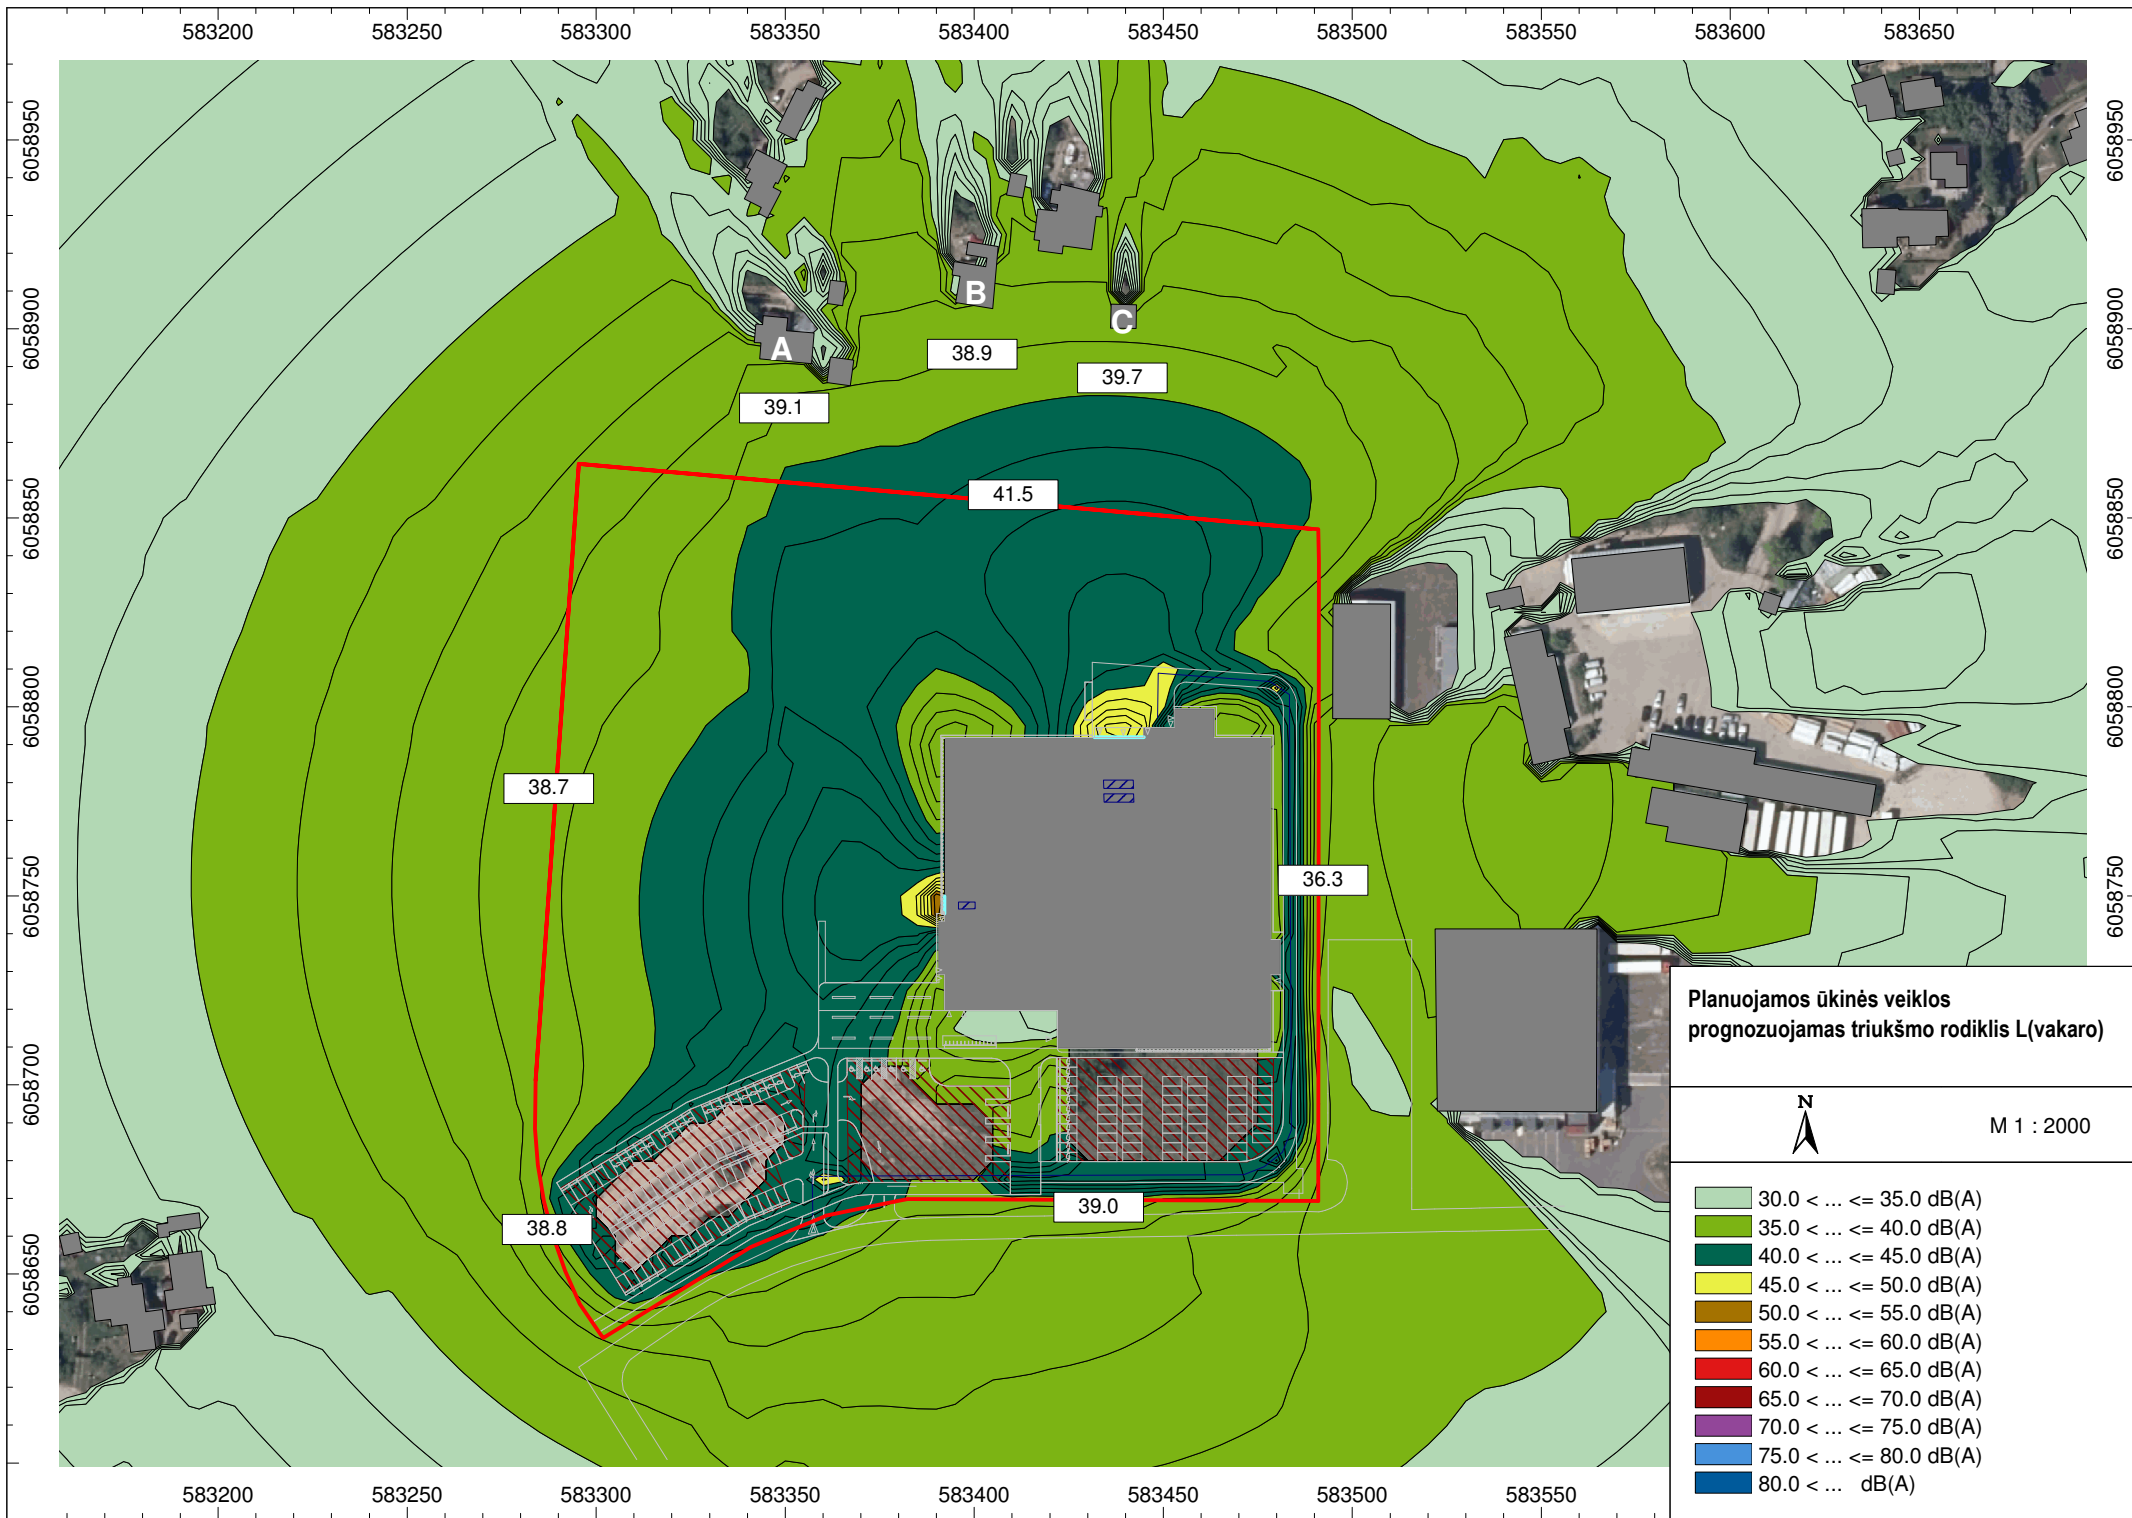 583200 583250 583300 583350 583400 583450 583500 583550 583600 583650
6058950 6058950
6058900 6058900
6058850 6058850
6058800 6058800
6058750 6058750
6058700
6058650
A
B
C
38.9
39.7
39.1
41.5
38.7
36.3
38.8
39.0
Planuojamos ūkinės veiklos
prognozuojamas triukšmo rodiklis L(vakaro)
N
M 1 : 2000
30.0 < ... <= 35.0 dB(A)
35.0 < ... <= 40.0 dB(A)
40.0 < ... <= 45.0 dB(A)
45.0 < ... <= 50.0 dB(A)
50.0 < ... <= 55.0 dB(A)
55.0 < ... <= 60.0 dB(A)
60.0 < ... <= 65.0 dB(A)
65.0 < ... <= 70.0 dB(A)
70.0 < ... <= 75.0 dB(A)
75.0 < ... <= 80.0 dB(A)
80.0 < ... dB(A)
583200 583250 583300 583350 583400 583450 583500 583550